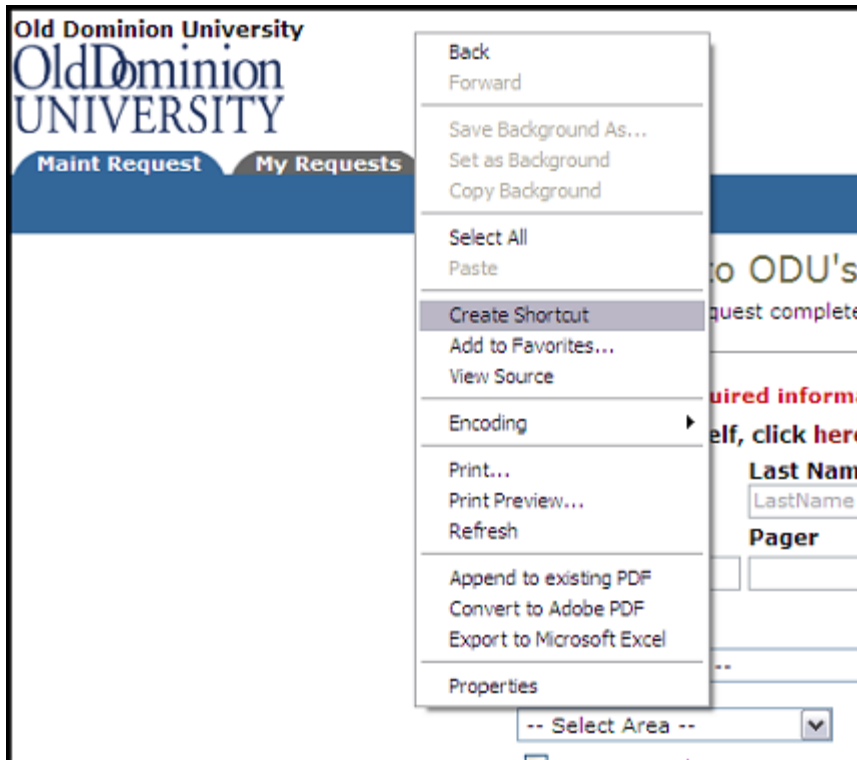 Old Dominion University
OldDominion
UNIVERSITY
Maint Request
My Requests
Back
Forward
Save Background As...
Set as Background
Copy Background
Select All
Paste
Create Shortcut
Add to Favorites...
View Source
Encoding
Print...
Print Preview...
Refresh
Append to existing PDF
Convert to Adobe PDF
Export to Microsoft Excel
Properties
to ODU's
quest complete
uired informa
elf, click here
Last Nam
LastName
Pager
--
-- Select Area --